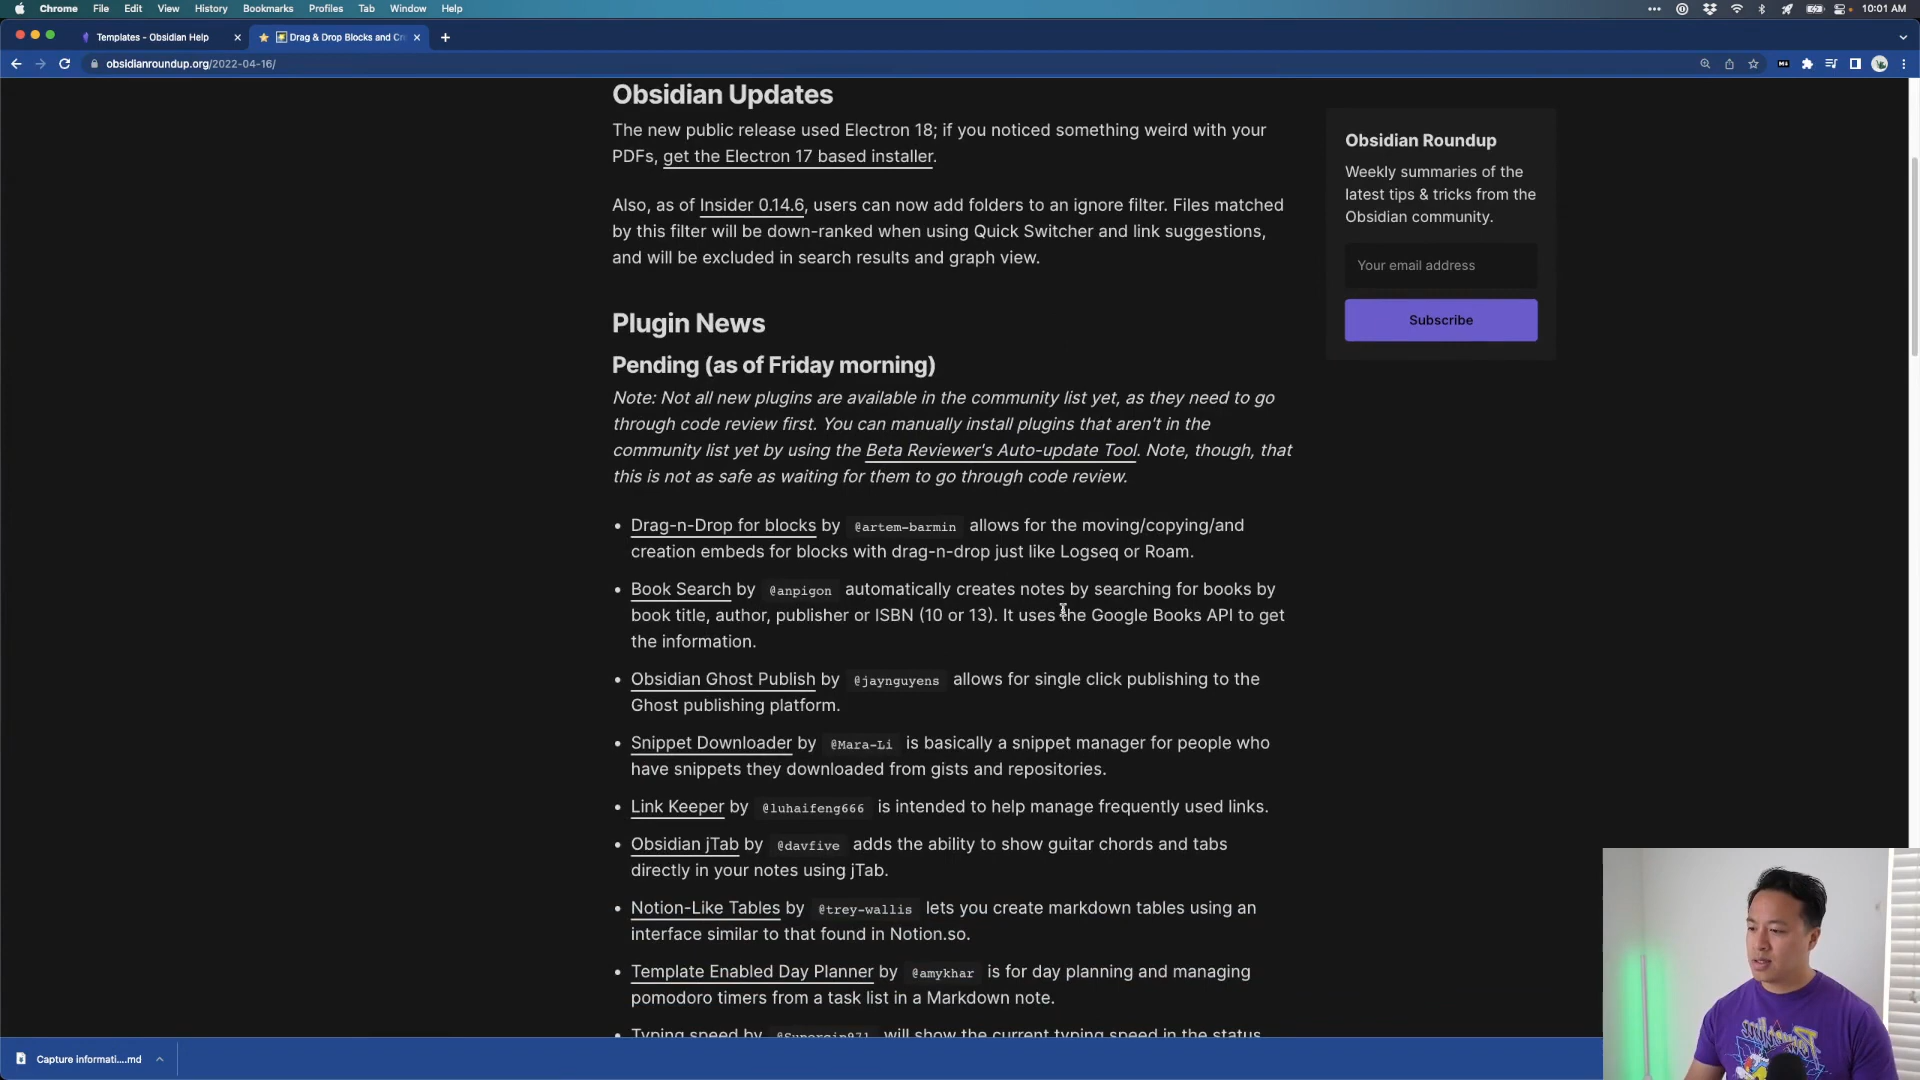 Chrome File Edit View History Bookmarks Profiles Tab Window Help 10:01 AM
Templates - Obsidian Help
Drag & Drop Blocks and Cr
obsidianroundup.org/2022-04-16/
Obsidian Updates
The new public release used Electron 18; if you noticed something weird with your
PDFs, get the Electron 17 based installer.
Also, as of Insider 0.14.6, users can now add folders to an ignore filter. Files matched
by this filter will be down-ranked when using Quick Switcher and link suggestions,
and will be excluded in search results and graph view.
Plugin News
Pending (as of Friday morning)
Note: Not all new plugins are available in the community list yet, as they need to go
through code review first. You can manually install plugins that aren't in the
community list yet by using the Beta Reviewer's Auto-update Tool. Note, though, that
this is not as safe as waiting for them to go through code review.
• Drag-n-Drop for blocks by @artem-barmin allows for the moving/copying/and
creation embeds for blocks with drag-n-drop just like Logseq or Roam.
• Book Search by @anpigon automatically creates notes by searching for books by
book title, author, publisher or ISBN (10 or 13). It uses the Google Books API to get
the information.
• Obsidian Ghost Publish by @jaynguyens allows for single click publishing to the
Ghost publishing platform.
• Snippet Downloader by @Mara-Li is basically a snippet manager for people who
have snippets they downloaded from gists and repositories.
• Link Keeper by @luhaifeng666 is intended to help manage frequently used links.
• Obsidian jTab by @davfive adds the ability to show guitar chords and tabs
directly in your notes using jTab.
• Notion-Like Tables by @trey-wallis lets you create markdown tables using an
interface similar to that found in Notion.so.
• Template Enabled Day Planner by @amykhar is for day planning and managing
pomodoro timers from a task list in a Markdown note.
• Typing speed by will show the current typing speed in the status
Obsidian Roundup
Weekly summaries of the
latest tips & tricks from the
Obsidian community.
Your email address
Subscribe
Capture informati....md